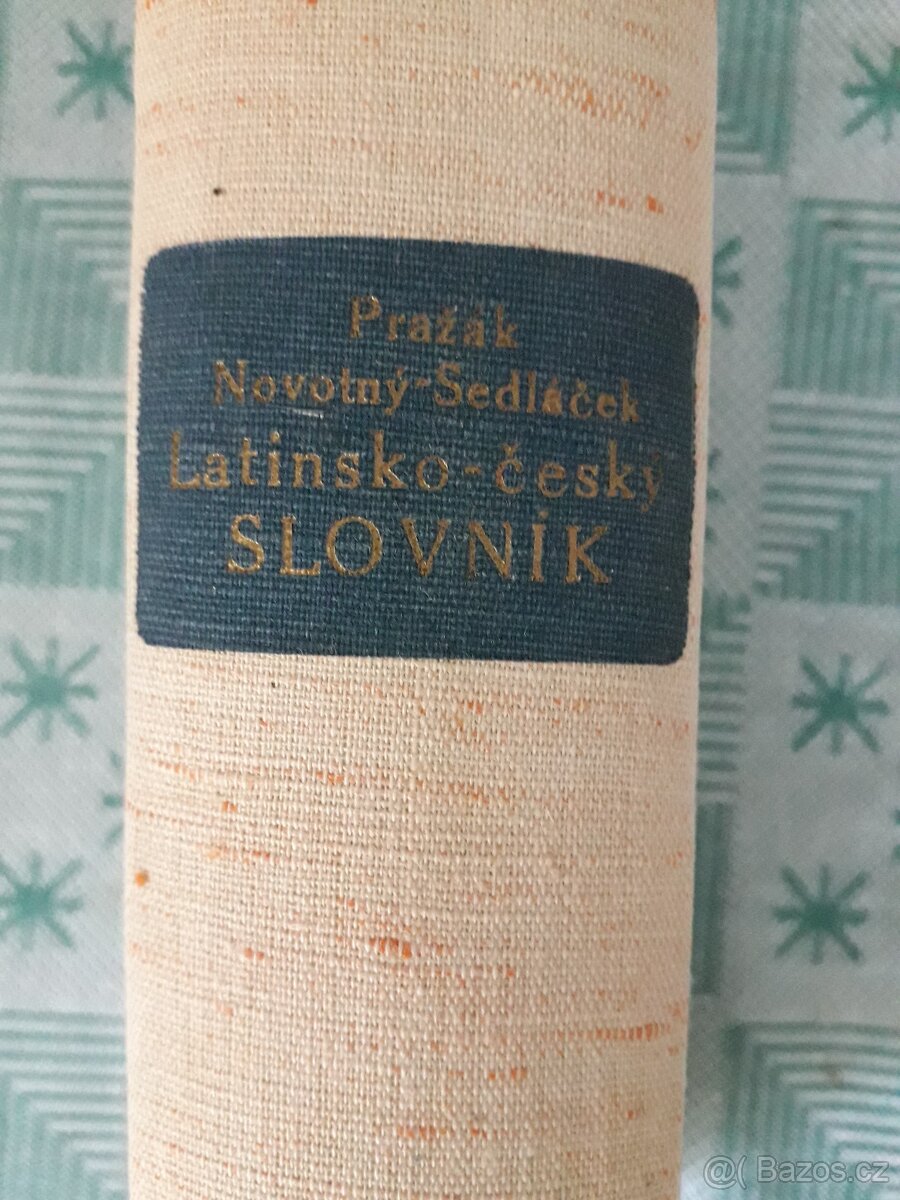 Pražák
Novotný-Sedláček
Latinsko-český
SLOVNÍK
@( Bazos.cz